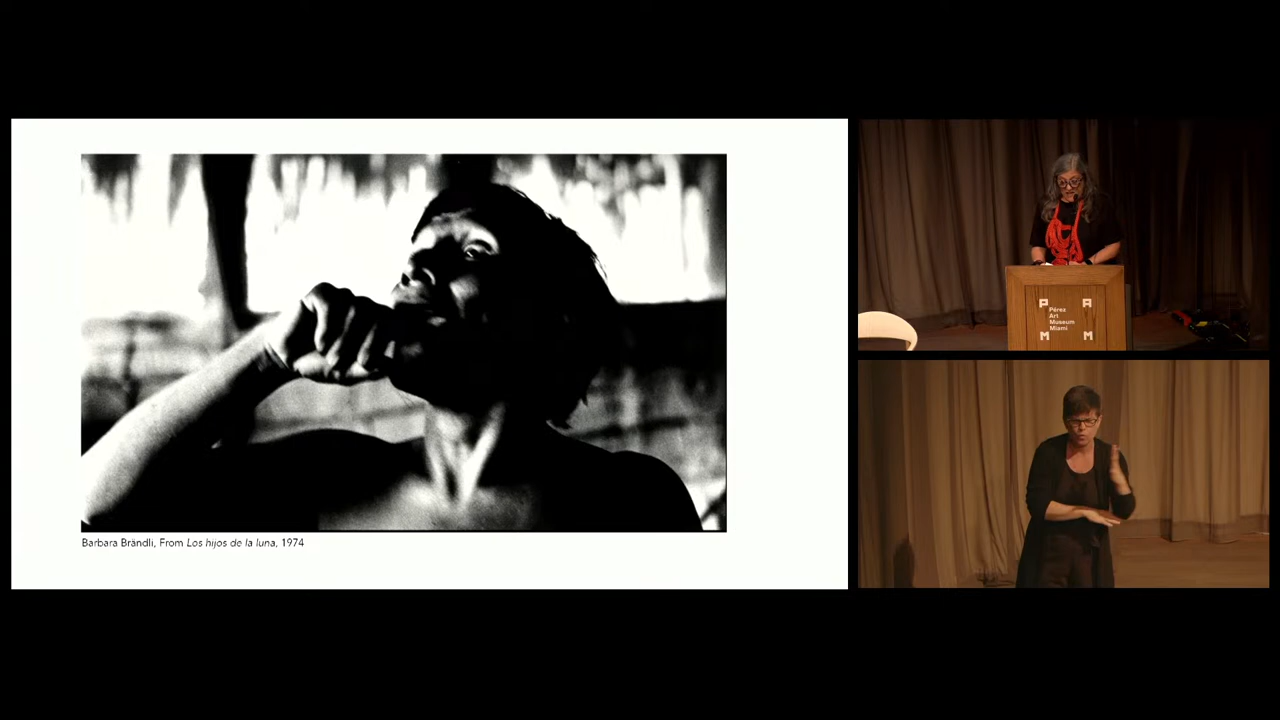 Barbara Brändli, From Los hijos de la luna, 1974
P A
Pérez
Art
Museum
Miami
M M